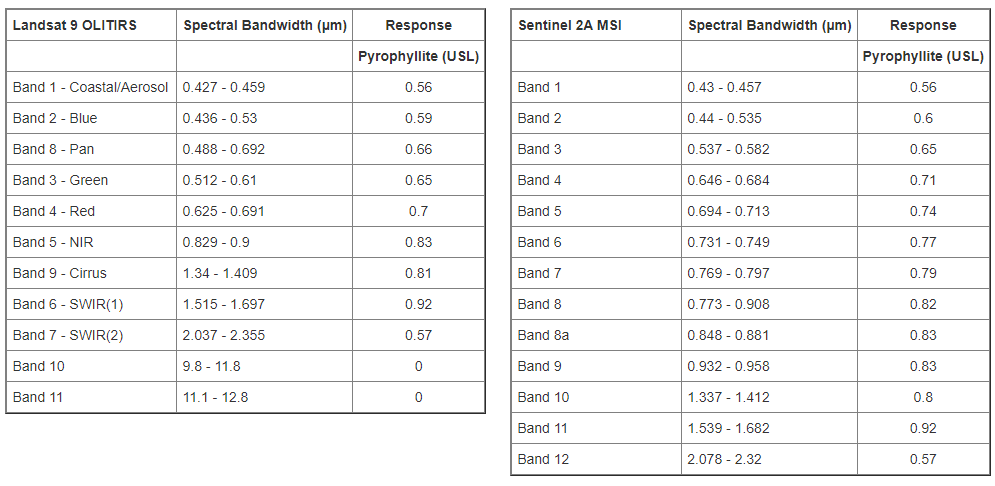 Landsat 9 OLITIRS Spectral Bandwidth (µm) Response
Pyrophyllite (USL)
Band 1 - Coastal/Aerosol 0.427 - 0.459 0.56
Band 2 - Blue 0.436 - 0.53 0.59
Band 8 - Pan 0.488 - 0.692 0.66
Band 3 - Green 0.512 - 0.61 0.65
Band 4 - Red 0.625 - 0.691 0.7
Band 5 - NIR 0.829 - 0.9 0.83
Band 9 - Cirrus 1.34 - 1.409 0.81
Band 6 - SWIR(1) 1.515 - 1.697 0.92
Band 7 - SWIR(2) 2.037 - 2.355 0.57
Band 10 9.8 - 11.8 0
Band 11 11.1 - 12.8 0
Sentinel 2A MSI Spectral Bandwidth (µm) Response
Pyrophyllite (USL)
Band 1 0.43 - 0.457 0.56
Band 2 0.44 - 0.535 0.6
Band 3 0.537 - 0.582 0.65
Band 4 0.646 - 0.684 0.71
Band 5 0.694 - 0.713 0.74
Band 6 0.731 - 0.749 0.77
Band 7 0.769 - 0.797 0.79
Band 8 0.773 - 0.908 0.82
Band 8a 0.848 - 0.881 0.83
Band 9 0.932 - 0.958 0.83
Band 10 1.337 - 1.412 0.8
Band 11 1.539 - 1.682 0.92
Band 12 2.078 - 2.32 0.57